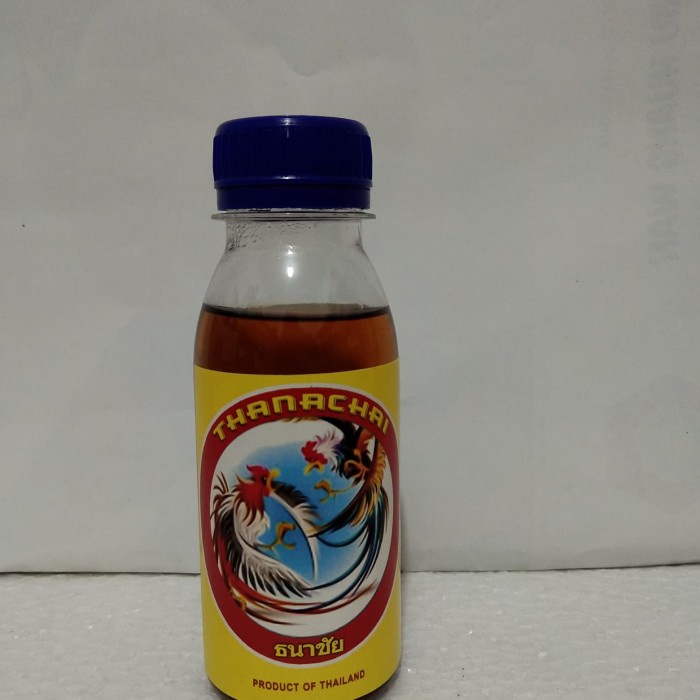 THANACHAI
ธนาชัย
PRODUCT OF THAILAND